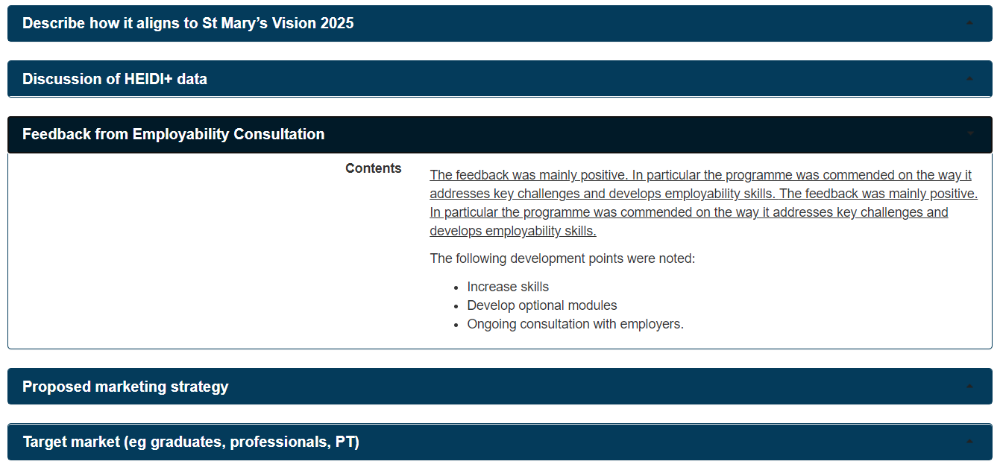 Describe how it aligns to St Mary’s Vision 2025
Discussion of HEIDI+ data
Feedback from Employability Consultation
Contents
The feedback was mainly positive. In particular the programme was commended on the way it
addresses key challenges and develops employability skills. The feedback was mainly positive.
In particular the programme was commended on the way it addresses key challenges and
develops employability skills.
The following development points were noted:
• Increase skills
• Develop optional modules
• Ongoing consultation with employers.
Proposed marketing strategy
Target market (eg graduates, professionals, PT)